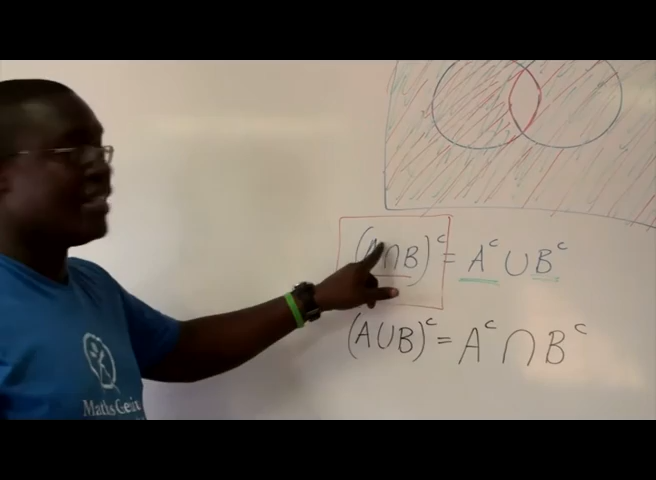 (A∩B)ᶜ = Aᶜ ∪ Bᶜ
(A∪B)ᶜ = Aᶜ ∩ Bᶜ
Maths